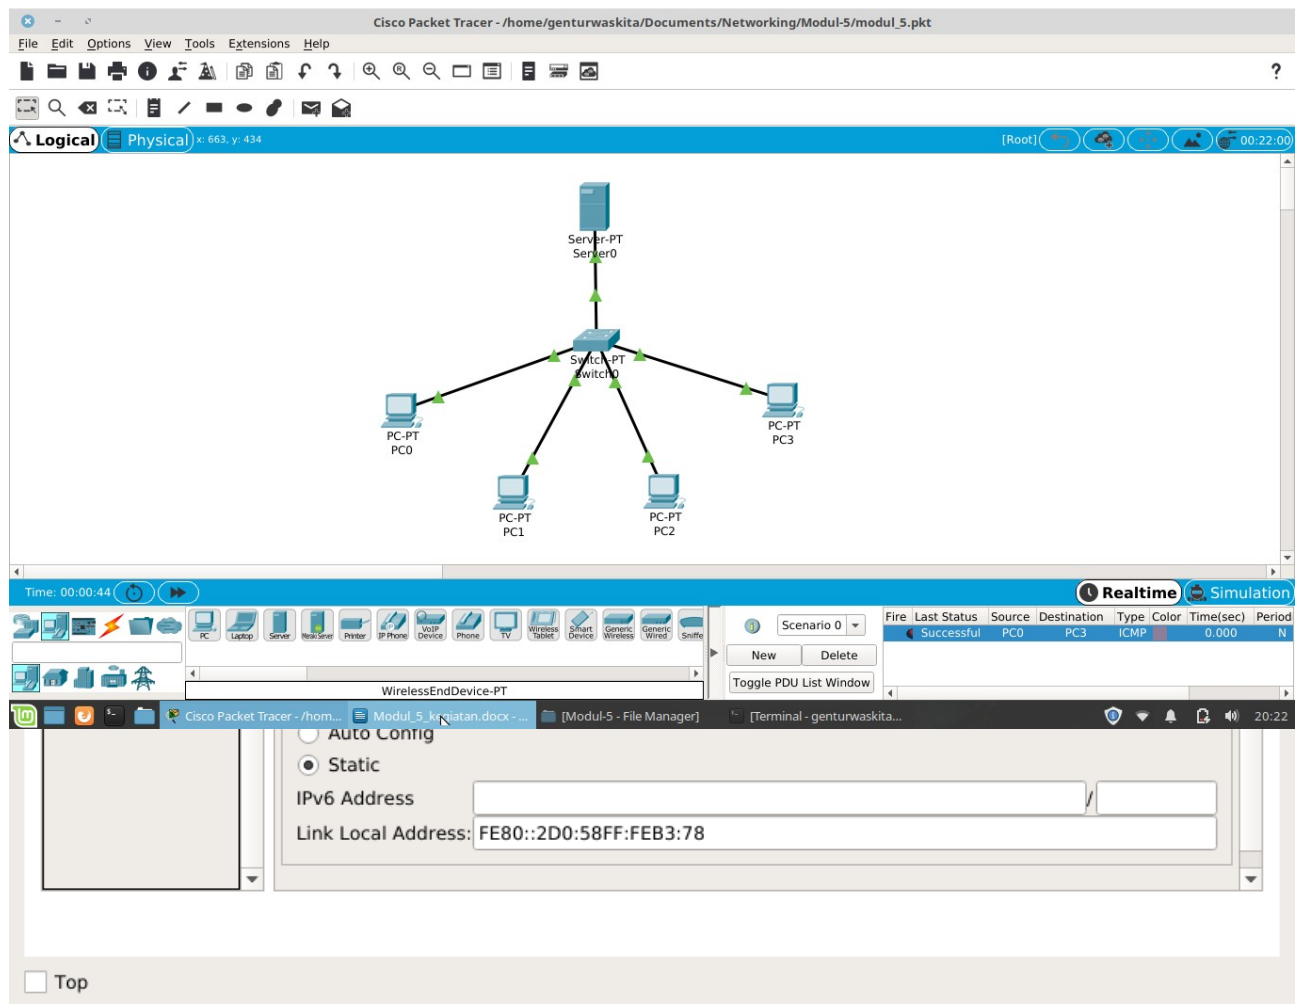 Cisco Packet Tracer - /home/genturwaskita/Documents/Networking/Modul-5/modul_5.pkt
File Edit Options View Tools Extensions Help
?
Logical Physical x: 663, y: 434 [Root] 00:22:00
Server-PT
Server0
Switch-PT
Switch0
PC-PT
PC0
PC-PT
PC3
PC-PT
PC1
PC-PT
PC2
Time: 00:00:44 Realtime Simulation
PC Laptop Server Meraki Server Printer IP Phone VoIP Device Phone TV Wireless Tablet Smart Device Generic Wireless Generic Wired Sniffe
WirelessEndDevice-PT
Scenario 0
New Delete
Toggle PDU List Window
Fire Last Status Source Destination Type Color Time(sec) Period
Successful PC0 PC3 ICMP 0.000 N
Cisco Packet Tracer - /hom... Modul_5_kegiatan.docx - ... [Modul-5 - File Manager] [Terminal - genturwaskita... 20:22
Auto Config
Static
IPv6 Address /
Link Local Address: FE80::2D0:58FF:FEB3:78
Top